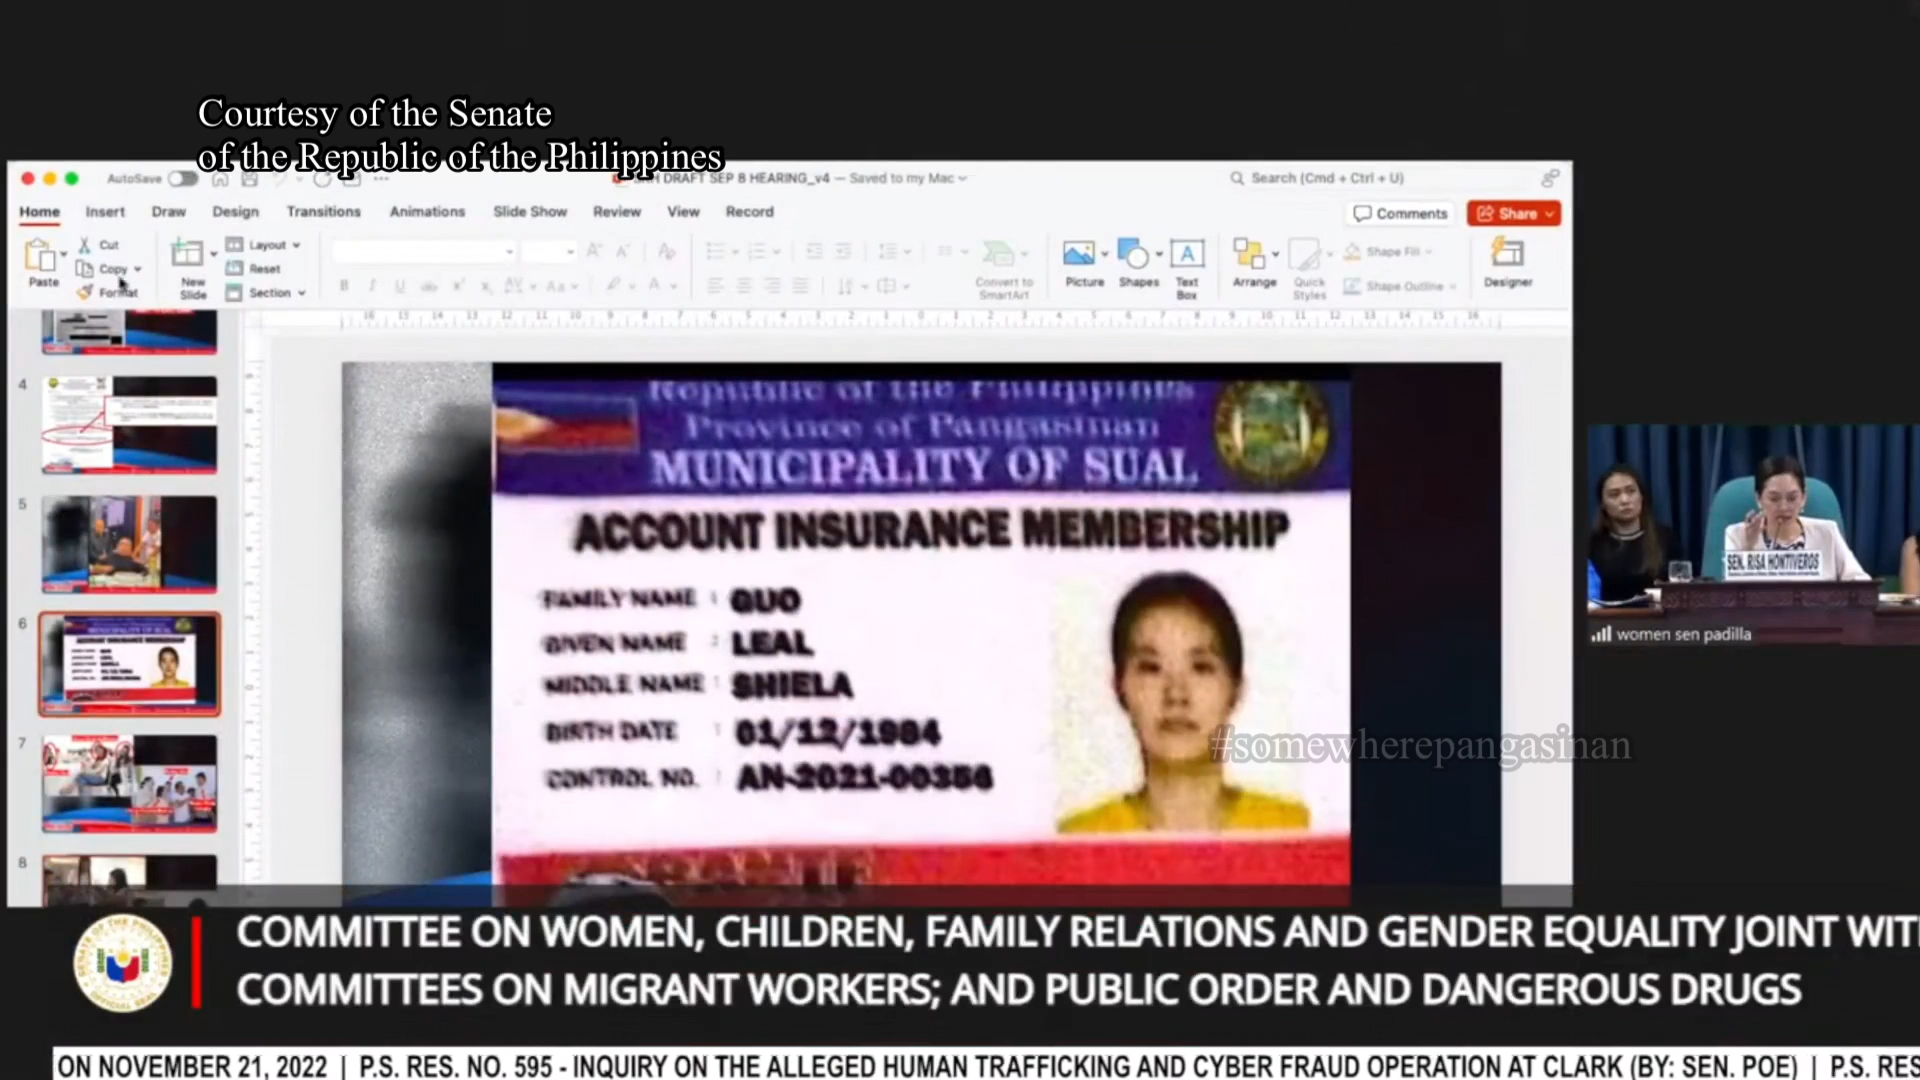 Courtesy of the Senate
of the Republic of the Philippines
AutoSave
DRAFT SEP 8 HEARING_v4 — Saved to my Mac
Search (Cmd + Ctrl + U)
Home Insert Draw Design Transitions Animations Slide Show Review View Record
Comments Share
Paste
Cut
Copy
Format
New
Slide
Layout
Reset
Section
Convert to
SmartArt
Picture
Shapes
Text
Box
Arrange
Quick
Styles
Shape Fill
Shape Outline
Designer
4
5
6
7
8
Republic of the Philippines
Province of Pangasinan
MUNICIPALITY OF SUAL
ACCOUNT INSURANCE MEMBERSHIP
FAMILY NAME : GUO
GIVEN NAME : LEAL
MIDDLE NAME : SHIELA
BIRTH DATE : 01/12/1984
CONTROL NO. : AN-2021-00356
#somewherepangasinan
SEN. RISA HONTIVEROS
women sen padilla
COMMITTEE ON WOMEN, CHILDREN, FAMILY RELATIONS AND GENDER EQUALITY JOINT WIT
COMMITTEES ON MIGRANT WORKERS; AND PUBLIC ORDER AND DANGEROUS DRUGS
ON NOVEMBER 21, 2022 | P.S. RES. NO. 595 - INQUIRY ON THE ALLEGED HUMAN TRAFFICKING AND CYBER FRAUD OPERATION AT CLARK (BY: SEN. POE) | P.S. RES